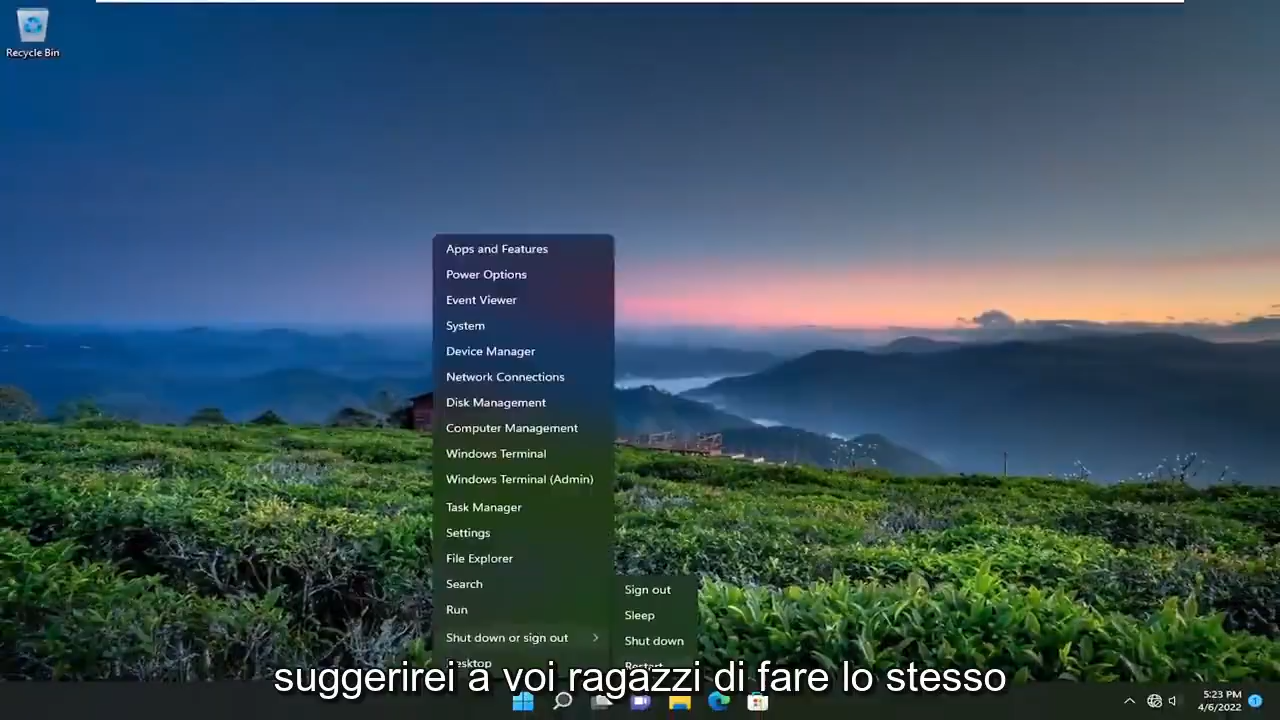 Recycle Bin
Apps and Features
Power Options
Event Viewer
System
Device Manager
Network Connections
Disk Management
Computer Management
Windows Terminal
Windows Terminal (Admin)
Task Manager
Settings
File Explorer
Search
Run
Shut down or sign out
Desktop
Sign out
Sleep
Shut down
Restart
suggerirei a voi ragazzi di fare lo stesso
5:23 PM
4/6/2022
1